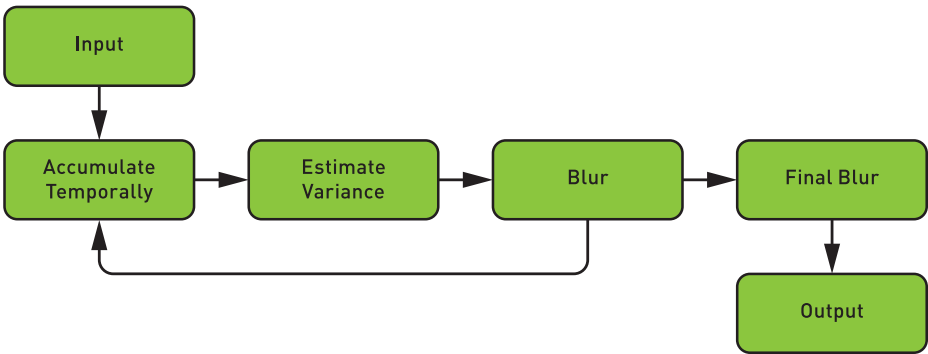 Input
Accumulate
Temporally
Estimate
Variance
Blur
Final Blur
Output